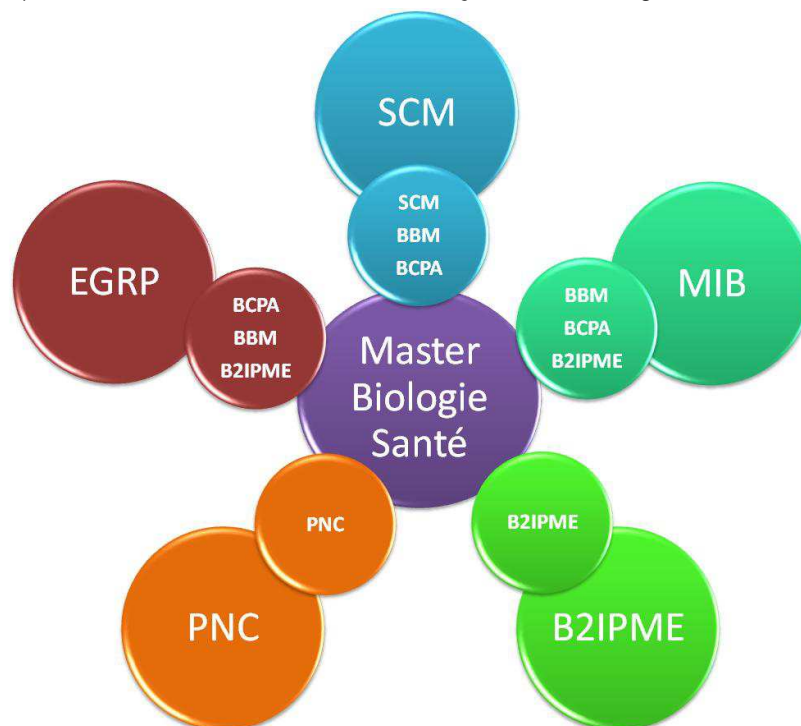 SCM
SCM
BBM
BCPA
EGRP
BCPA
BBM
B2IPME
MIB
BBM
BCPA
B2IPME
Master
Biologie
Santé
PNC
PNC
B2IPME
B2IPME